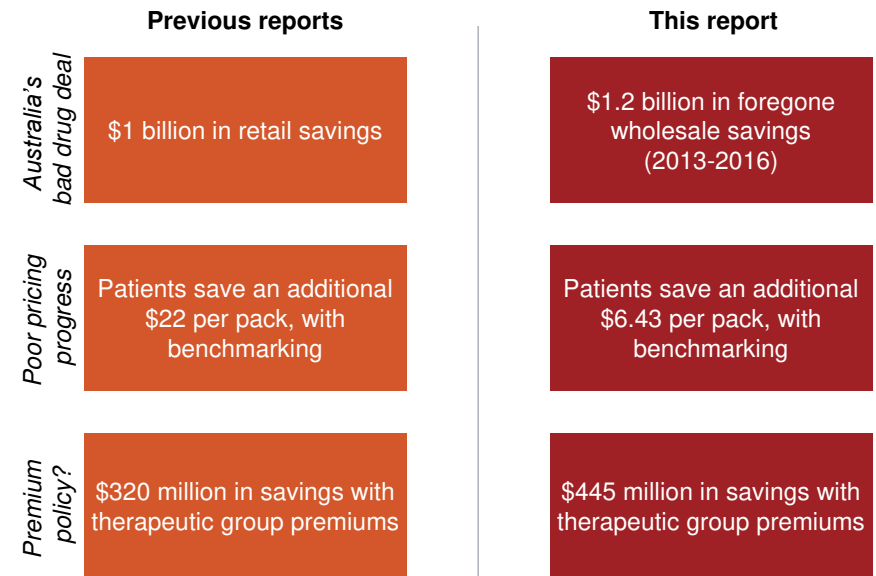 Previous reports
This report
Australia's
bad drug deal
$1 billion in retail savings
$1.2 billion in foregone
wholesale savings
(2013-2016)
Poor pricing
progress
Patients save an additional
$22 per pack, with
benchmarking
Patients save an additional
$6.43 per pack, with
benchmarking
Premium
policy?
$320 million in savings with
therapeutic group premiums
$445 million in savings with
therapeutic group premiums